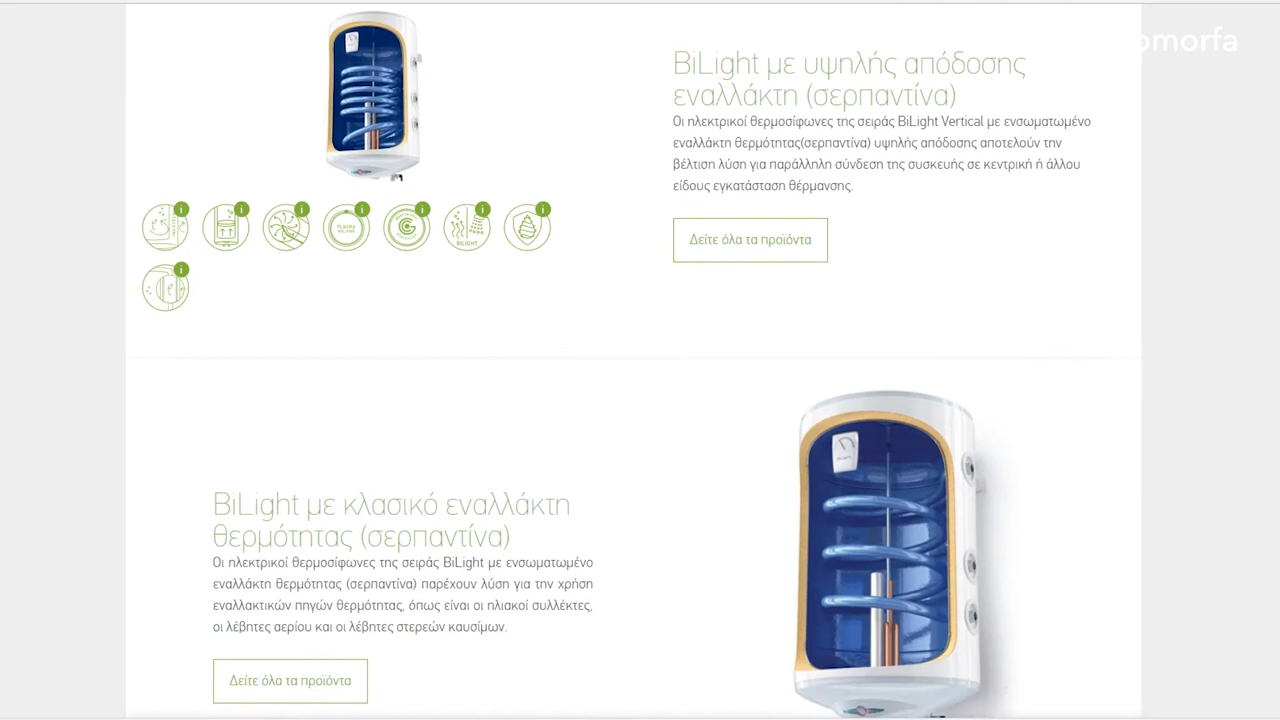 omorfa
BiLight με υψηλής απόδοσης
εναλλάκτη (σερπαντίνα)
Οι ηλεκτρικοί θερμοσίφωνες της σειράς BiLight Vertical με ενσωματωμένο
εναλλάκτη θερμότητας(σερπαντίνα) υψηλής απόδοσης αποτελούν την
βέλτιση λύση για παράλληλη σύνδεση της συσκευής σε κεντρική ή άλλου
είδους εγκατάσταση θέρμανσης.
Δείτε όλα τα προϊόντα
i i i i i i i
PLASMA
BILIGHT
i
BiLight με κλασικό εναλλάκτη
θερμότητας (σερπαντίνα)
Οι ηλεκτρικοί θερμοσίφωνες της σειράς BiLight με ενσωματωμένο
εναλλάκτη θερμότητας (σερπαντίνα) παρέχουν λύση για την χρήση
εναλλακτικών πηγών θερμότητας, όπως είναι οι ηλιακοί συλλέκτες,
οι λέβητες αερίου και οι λέβητες στερεών καυσίμων.
Δείτε όλα τα προϊόντα